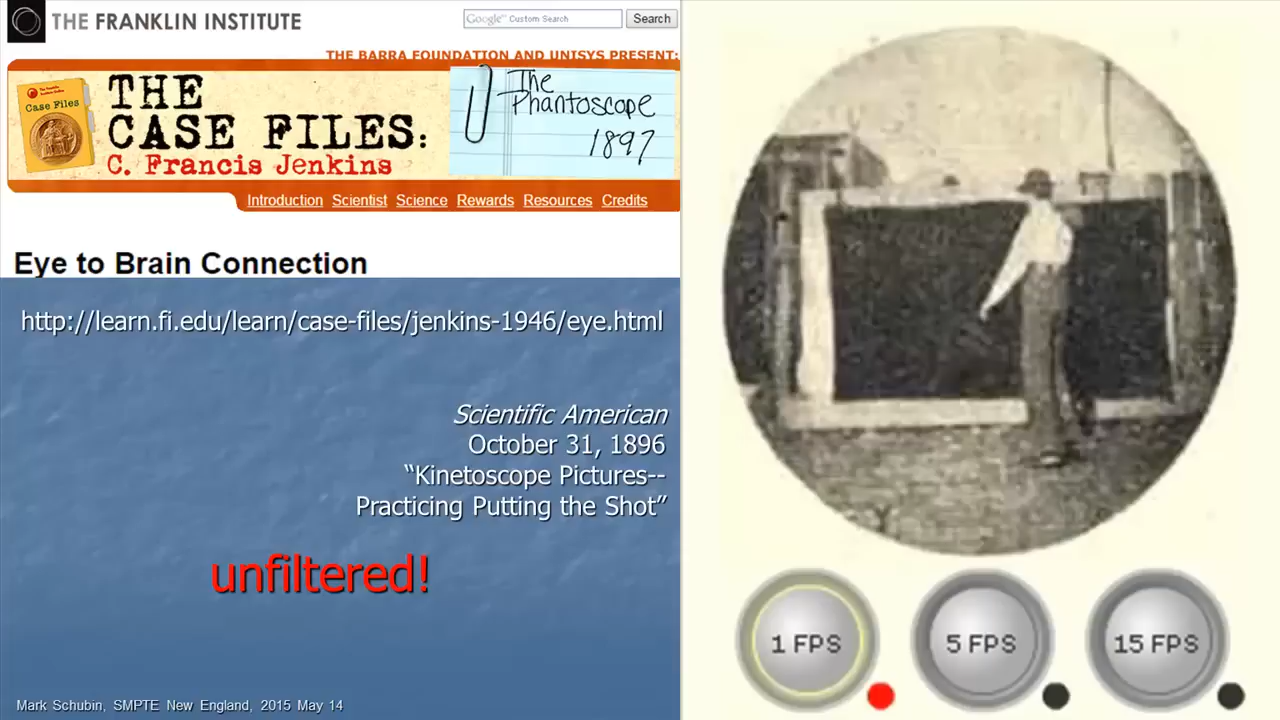 THE FRANKLIN INSTITUTE
Google™ Custom Search
Search
THE BARRA FOUNDATION AND UNISYS PRESENT:
Case Files
THE
CASE FILES:
C. Francis Jenkins
The
Phantoscope
1897
Introduction Scientist Science Rewards Resources Credits
Eye to Brain Connection
http://learn.fi.edu/learn/case-files/jenkins-1946/eye.html
Scientific American
October 31, 1896
“Kinetoscope Pictures--
Practicing Putting the Shot”
unfiltered!
1 FPS
5 FPS
15 FPS
Mark Schubin, SMPTE New England, 2015 May 14